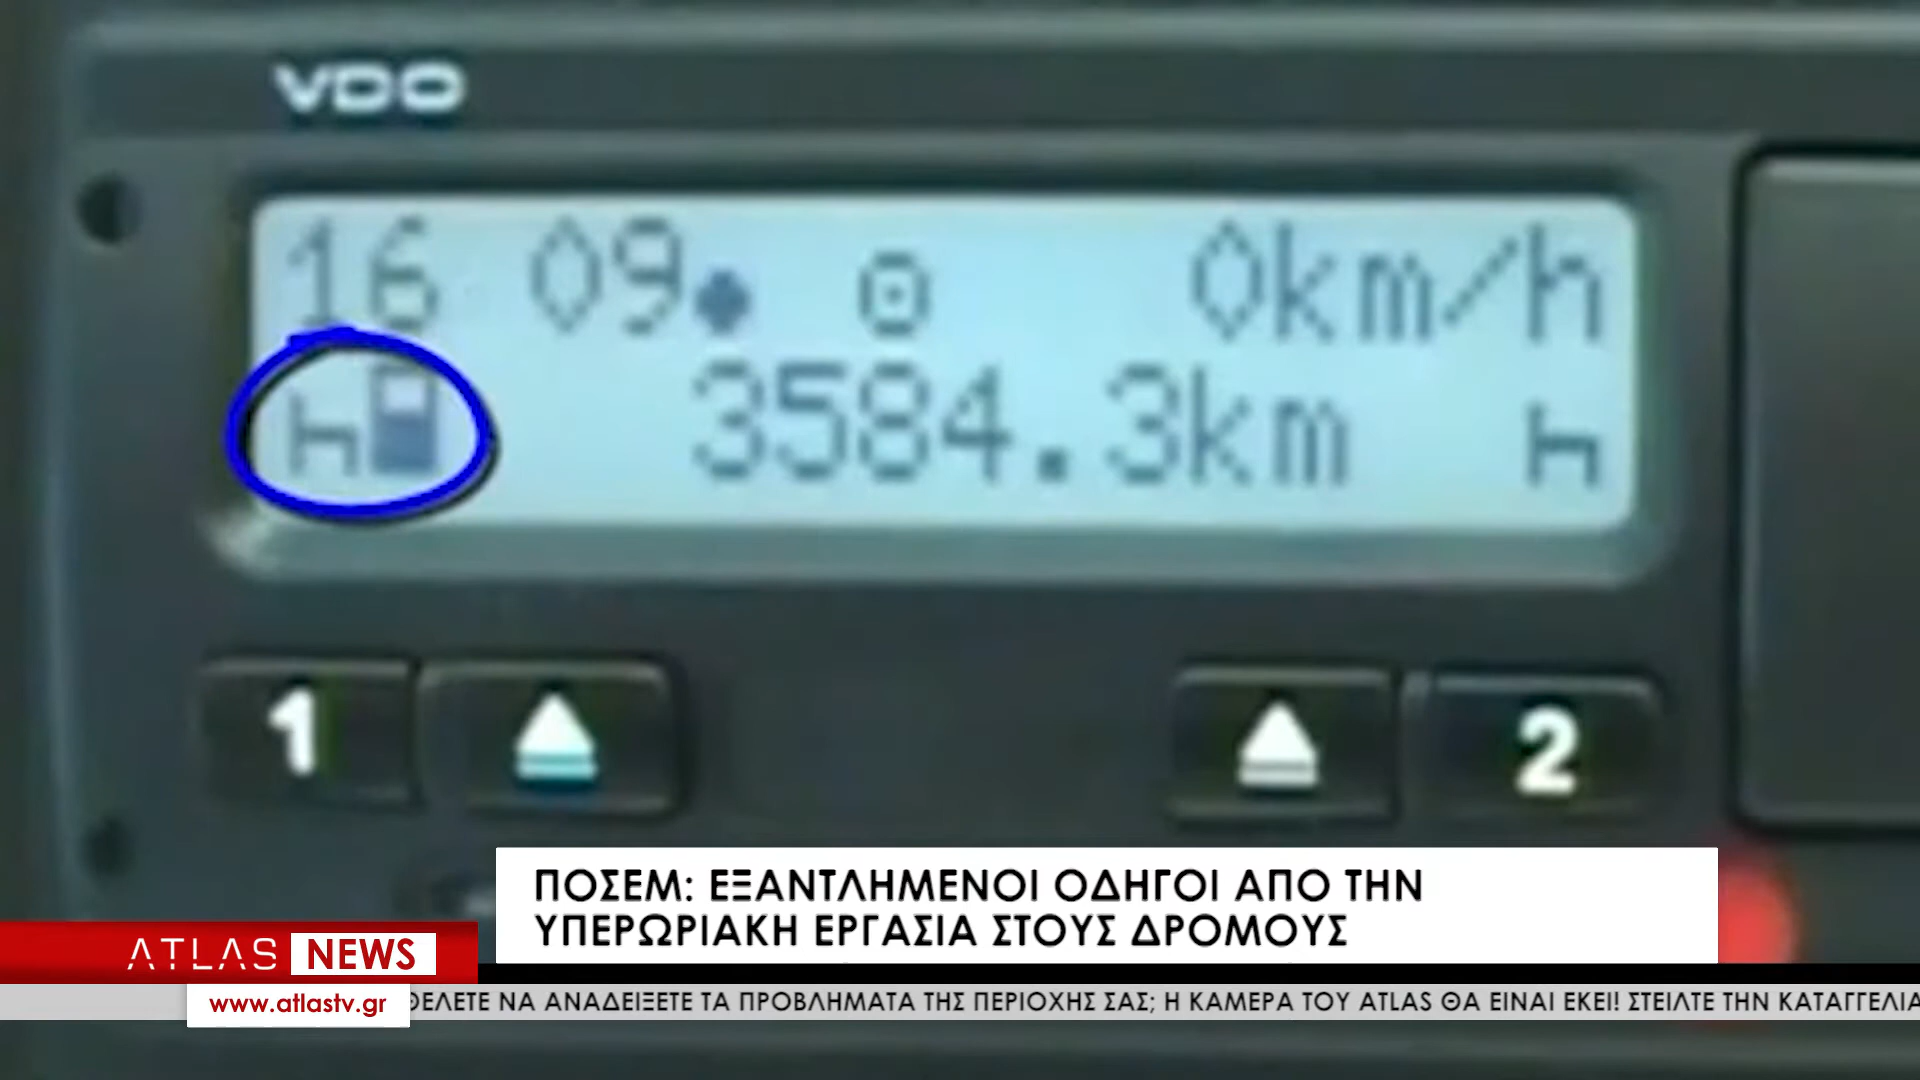 VDO
16 09 0km/h
3584.3km
1 2
ΠΟΣΕΜ: ΕΞΑΝΤΛΗΜΕΝΟΙ ΟΔΗΓΟΙ ΑΠΟ ΤΗΝ
ΥΠΕΡΩΡΙΑΚΗ ΕΡΓΑΣΙΑ ΣΤΟΥΣ ΔΡΟΜΟΥΣ
ATLAS NEWS
www.atlastv.gr
ΘΕΛΕΤΕ ΝΑ ΑΝΑΔΕΙΞΕΤΕ ΤΑ ΠΡΟΒΛΗΜΑΤΑ ΤΗΣ ΠΕΡΙΟΧΗΣ ΣΑΣ; Η ΚΑΜΕΡΑ ΤΟΥ ATLAS ΘΑ ΕΙΝΑΙ ΕΚΕΙ! ΣΤΕΙΛΤΕ ΤΗΝ ΚΑΤΑΓΓΕΛΙΑ